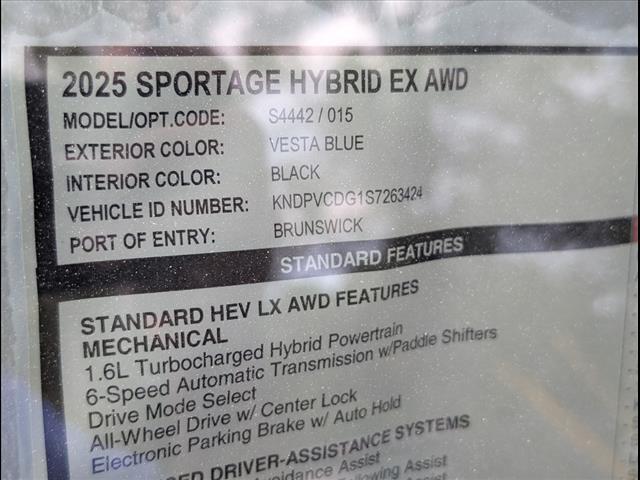 2025 SPORTAGE HYBRID EX AWD
MODEL/OPT.CODE: S4442 / 015
EXTERIOR COLOR: VESTA BLUE
INTERIOR COLOR: BLACK
VEHICLE ID NUMBER: KNDPVCDG1S7263424
PORT OF ENTRY: BRUNSWICK
STANDARD FEATURES
STANDARD HEV LX AWD FEATURES
MECHANICAL
1.6L Turbocharged Hybrid Powertrain
6-Speed Automatic Transmission w/Paddle Shifters
Drive Mode Select
All-Wheel Drive w/ Center Lock
Electronic Parking Brake w/ Auto Hold
DRIVER-ASSISTANCE SYSTEMS
Assist
Following Assist